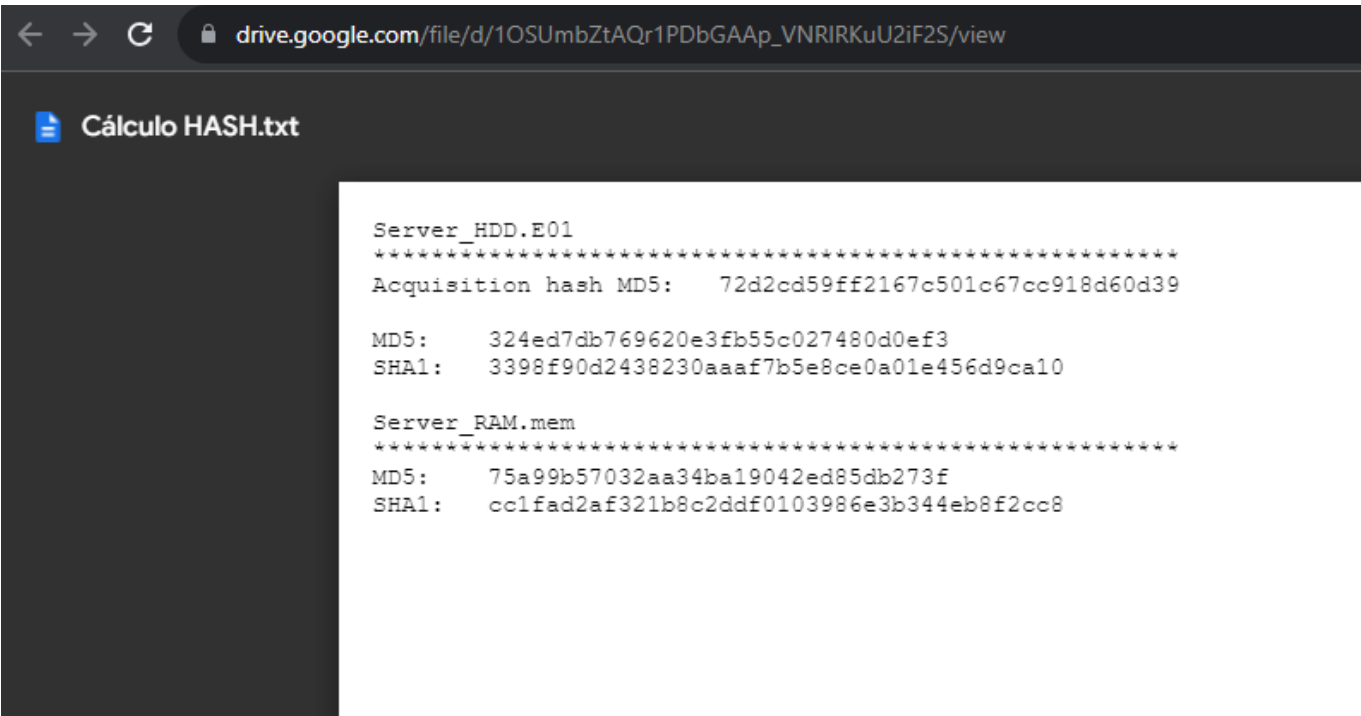 drive.google.com/file/d/1OSUmbZtAQr1PDbGAAp_VNRlRKuU2iF2S/view
Cálculo HASH.txt
Server_HDD.E01
*******************************************************
Acquisition hash MD5:   72d2cd59ff2167c501c67cc918d60d39
MD5:    324ed7db769620e3fb55c027480d0ef3
SHA1:   3398f90d2438230aaaf7b5e8ce0a01e456d9ca10
Server_RAM.mem
*******************************************************
MD5:    75a99b57032aa34ba19042ed85db273f
SHA1:   cc1fad2af321b8c2ddf0103986e3b344eb8f2cc8